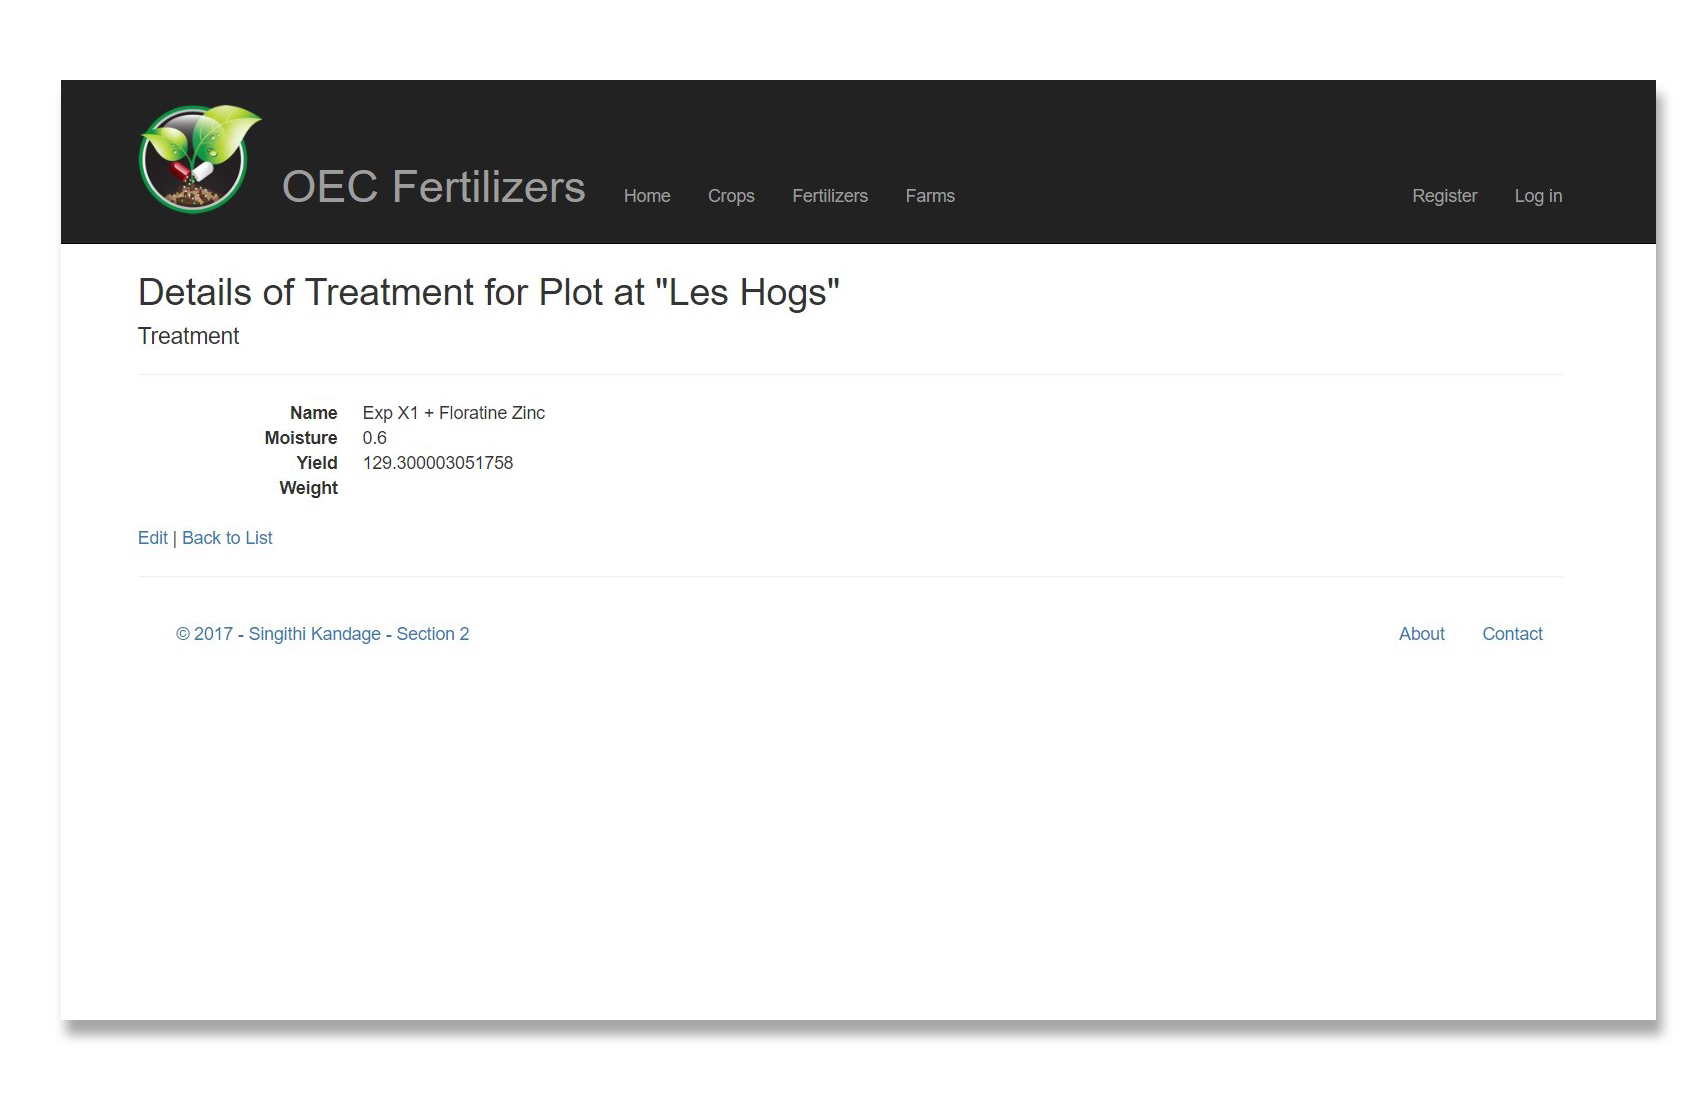 OEC Fertilizers Home Crops Fertilizers Farms Register Log in
Details of Treatment for Plot at "Les Hogs"
Treatment
Name Exp X1 + Floratine Zinc
Moisture 0.6
Yield 129.300003051758
Weight
Edit | Back to List
© 2017 - Singithi Kandage - Section 2 About Contact